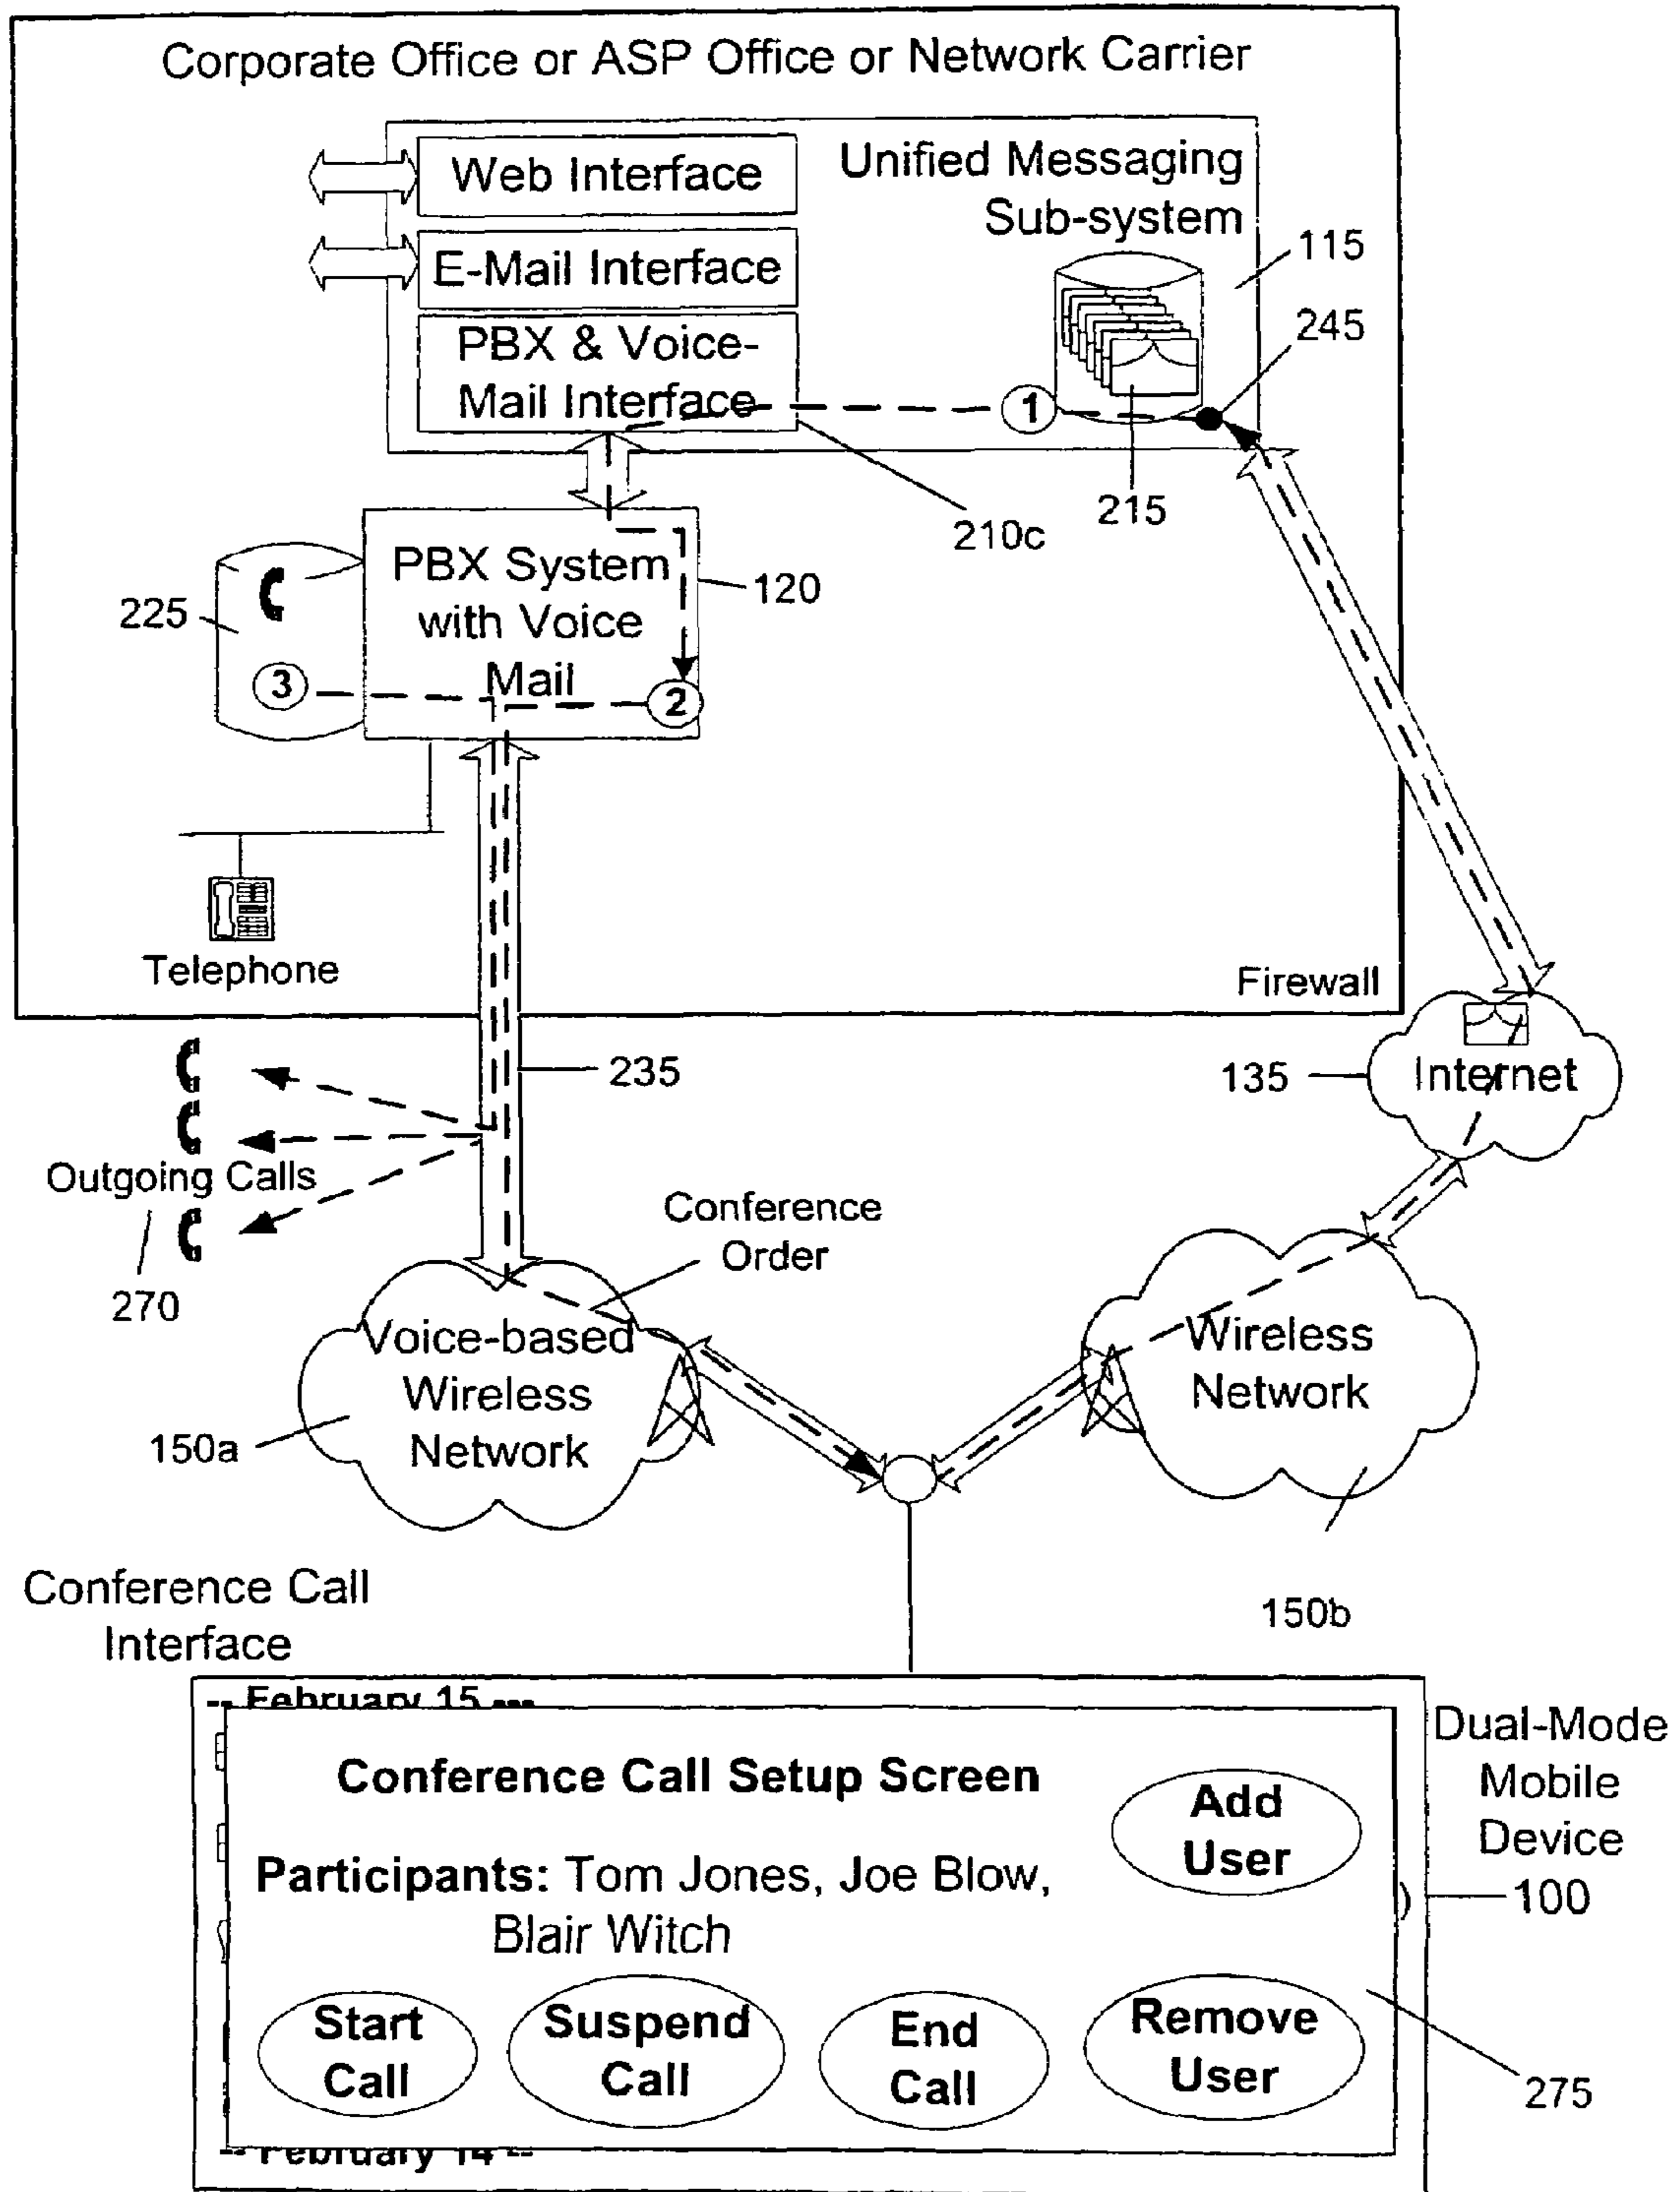 Corporate Office or ASP Office or Network Carrier
Web Interface
Unified Messaging
Sub-system
E-Mail Interface
115
PBX & Voice-
Mail Interface
245
1
215
210c
PBX System
with Voice
Mail
120
225
3
2
Telephone
Firewall
235
135
Internet
Outgoing Calls
270
Conference
Order
Voice-based
Wireless
Network
150a
Wireless
Network
150b
Conference Call
Interface
-- February 15 ---
Conference Call Setup Screen
Add
User
Dual-Mode
Mobile
Device
100
Participants: Tom Jones, Joe Blow,
Blair Witch
Start
Call
Suspend
Call
End
Call
Remove
User
275
-- February 14 --